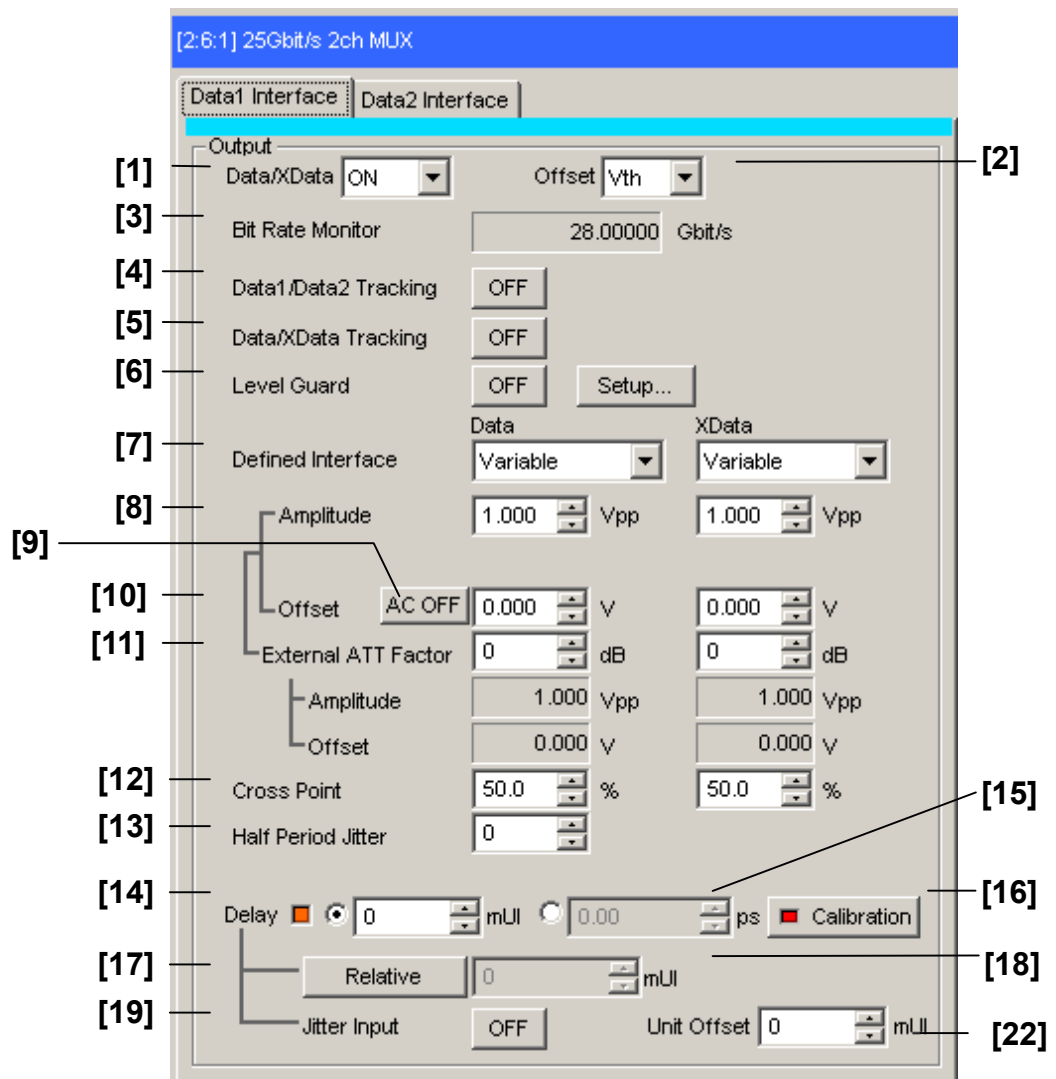 [2:6:1] 25Gbit/s 2ch MUX
Data1 Interface Data2 Interface
Output
[1] Data/XData ON Offset Vth [2]
[3] Bit Rate Monitor 28.00000 Gbit/s
[4] Data1/Data2 Tracking OFF
[5] Data/XData Tracking OFF
[6] Level Guard OFF Setup...
Data XData
[7] Defined Interface Variable Variable
[8] Amplitude 1.000 Vpp 1.000 Vpp
[9]
[10] Offset AC OFF 0.000 V 0.000 V
[11] External ATT Factor 0 dB 0 dB
Amplitude 1.000 Vpp 1.000 Vpp
Offset 0.000 V 0.000 V
[12] Cross Point 50.0 % 50.0 % [15]
[13] Half Period Jitter 0
[14] Delay 0 mUI 0.00 ps Calibration [16]
[17] Relative 0 mUI [18]
[19] Jitter Input OFF Unit Offset 0 mUI [22]